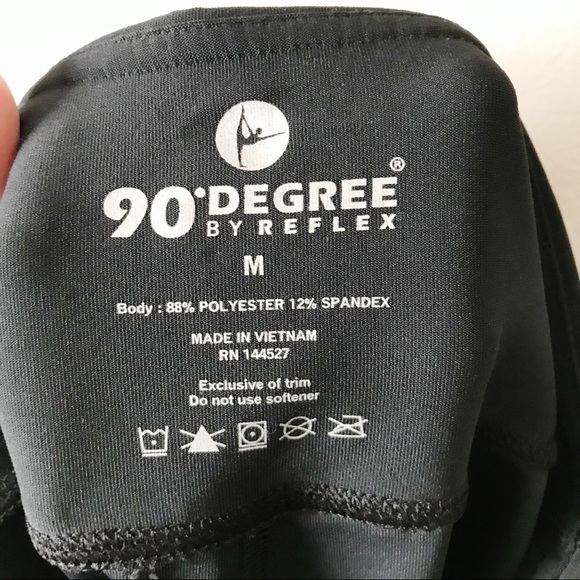 90°DEGREE®
BY REFLEX
M
Body : 88% POLYESTER 12% SPANDEX
MADE IN VIETNAM
RN 144527
Exclusive of trim
Do not use softener